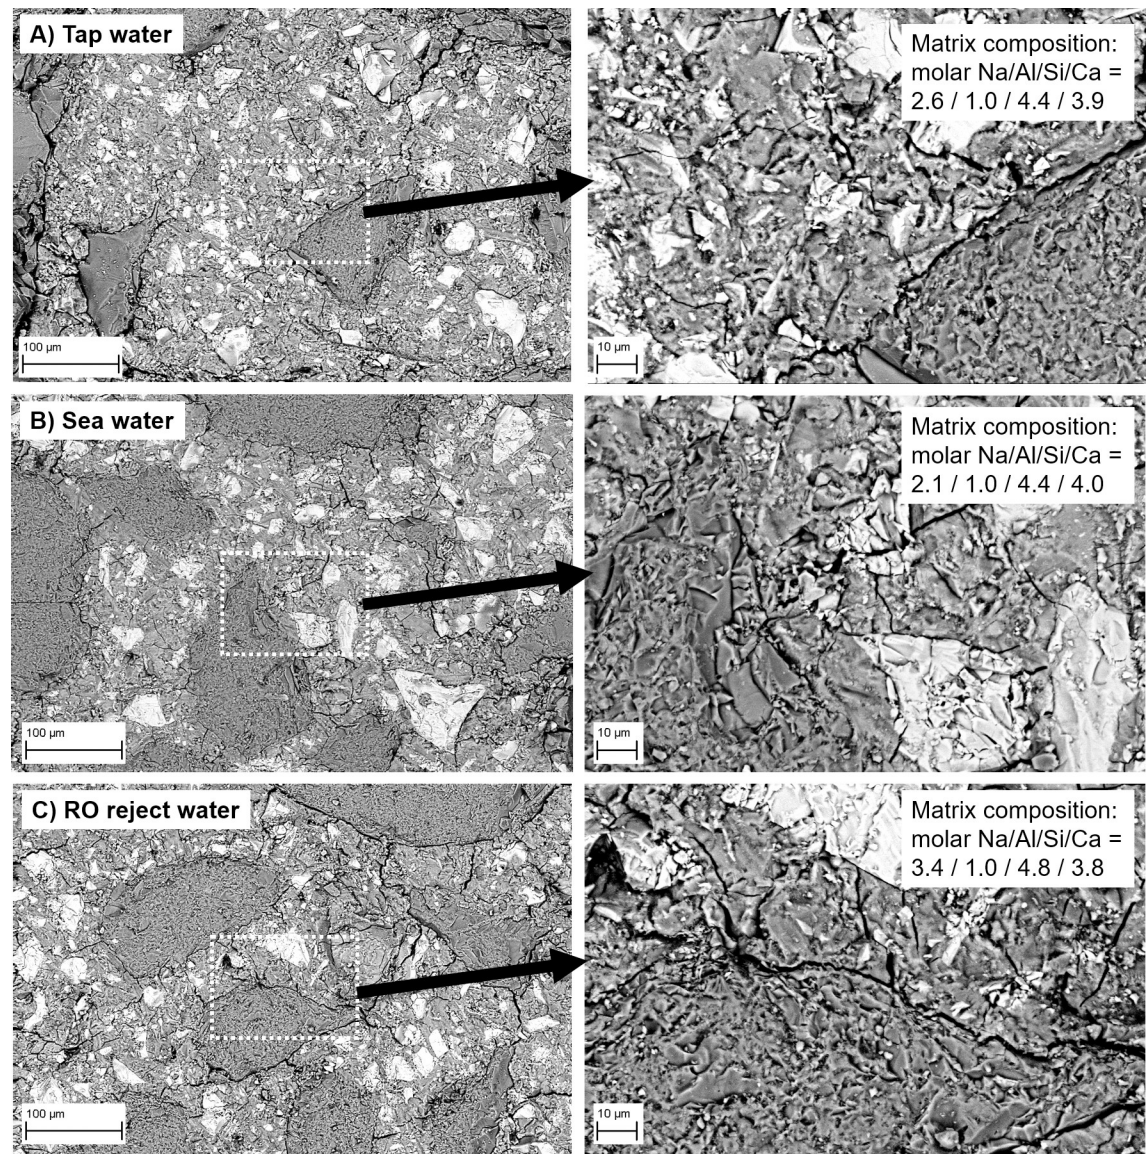 A) Tap water
Matrix composition:
molar Na/Al/Si/Ca =
2.6 / 1.0 / 4.4 / 3.9
100 µm
10 µm
B) Sea water
Matrix composition:
molar Na/Al/Si/Ca =
2.1 / 1.0 / 4.4 / 4.0
100 µm
10 µm
C) RO reject water
Matrix composition:
molar Na/Al/Si/Ca =
3.4 / 1.0 / 4.8 / 3.8
100 µm
10 µm